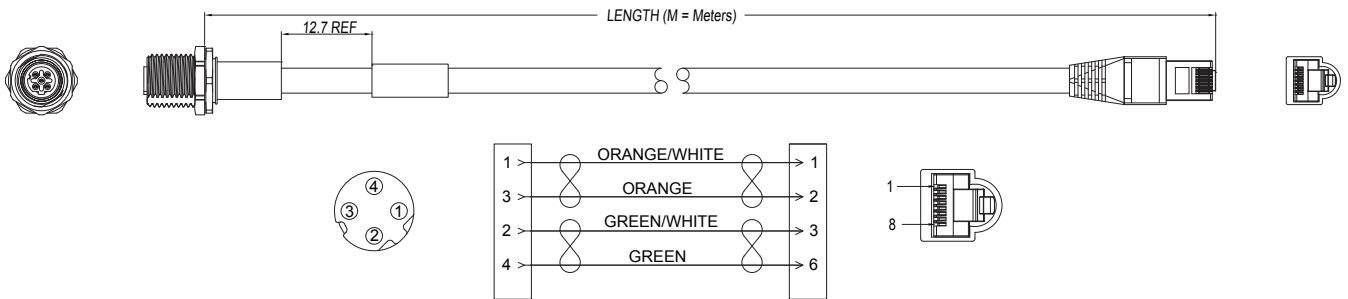 LENGTH (M = Meters)
12.7 REF
4
3
1
2
1 ORANGE/WHITE 1
3 ORANGE 2
2 GREEN/WHITE 3
4 GREEN 6
1
8